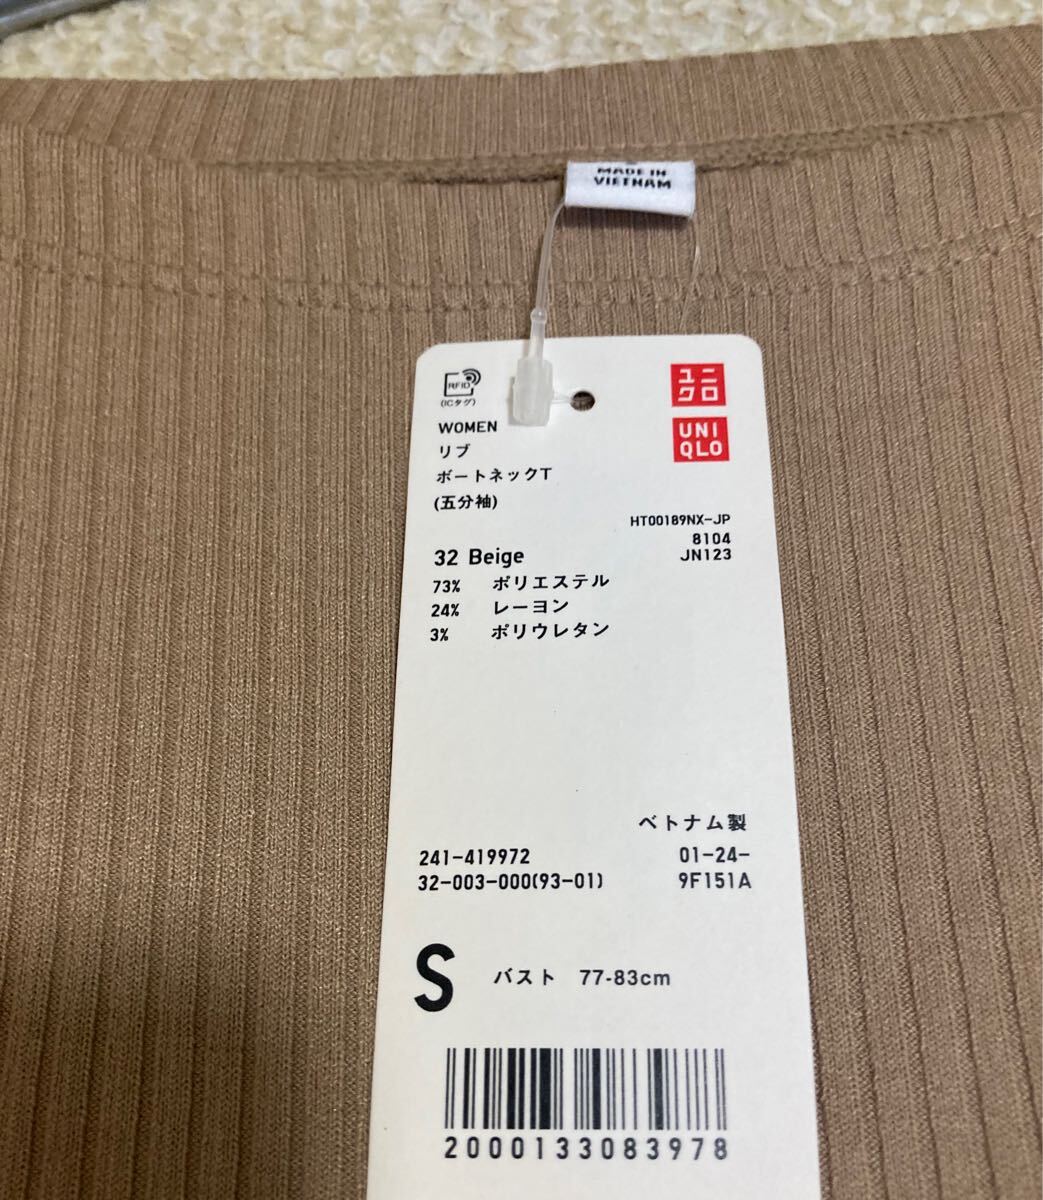 MADE IN
VIETNAM
RFID
(ICタグ)
ユニ
クロ
UNI
QLO
WOMEN
リブ
ボートネックT
(五分袖)
HT00189NX-JP
8104
JN123
32 Beige
73% ポリエステル
24% レーヨン
3% ポリウレタン
ベトナム製
241-419972 01-24-
32-003-000(93-01) 9F151A
S バスト 77-83cm
2000133083978